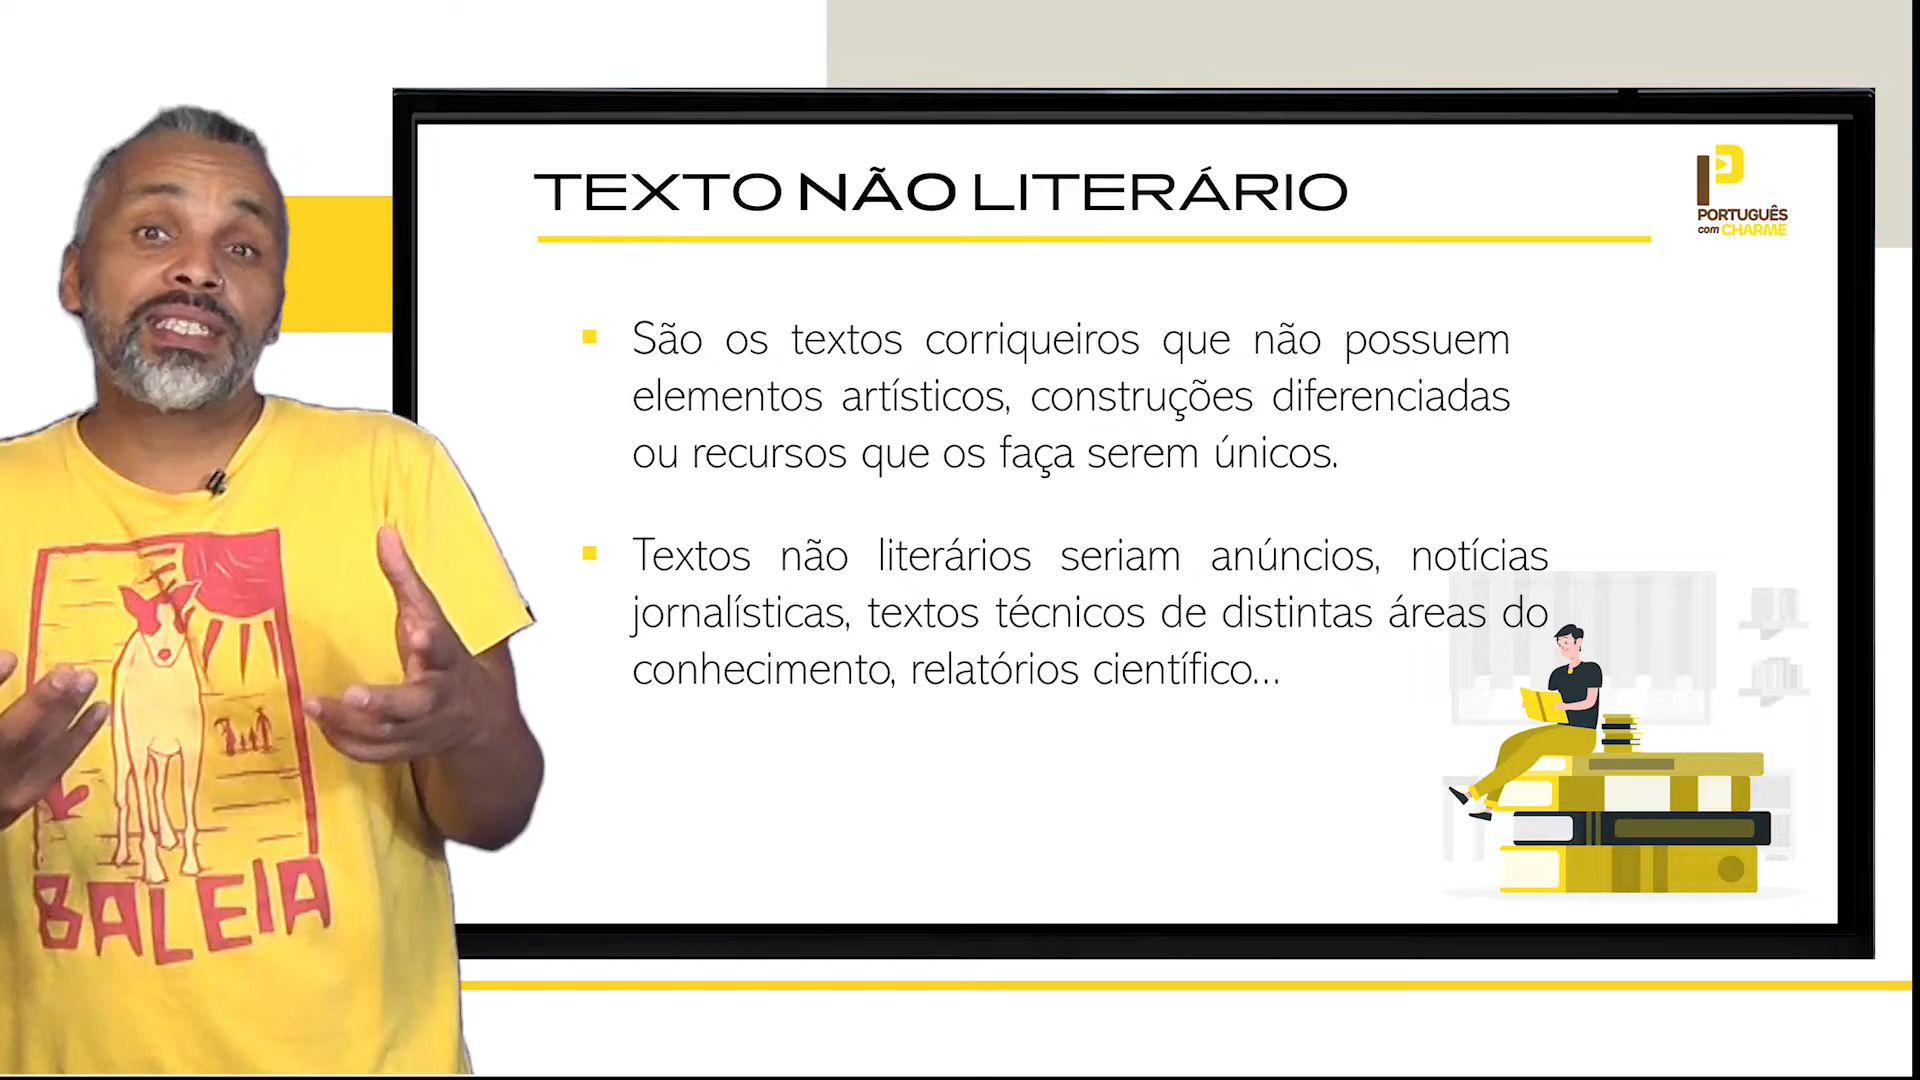 TEXTO NÃO LITERÁRIO
PORTUGUÊS
com CHARME
São os textos corriqueiros que não possuem
elementos artísticos, construções diferenciadas
ou recursos que os faça serem únicos.
Textos não literários seriam anúncios, notícias
jornalísticas, textos técnicos de distintas áreas do
conhecimento, relatórios científico...
BALEIA